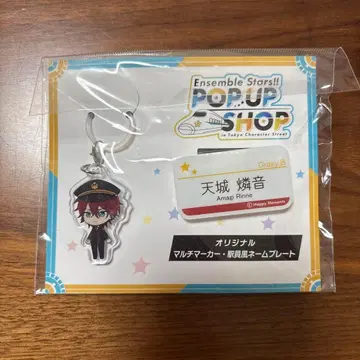 Ensemble Stars!!
POP UP
SHOP
in Tokyo Character Street
Crazy:B
天城 燐音
Amagi Rinne
©Happy Elements
オリジナル
マルチマーカー・駅員風ネームプレート